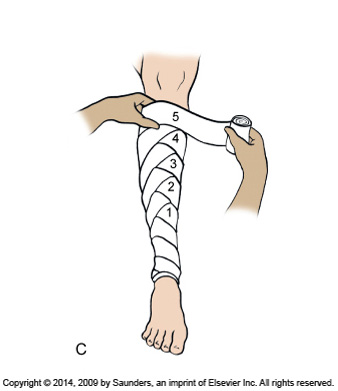 5
4
3
2
1
C
Copyright © 2014, 2009 by Saunders, an imprint of Elsevier Inc. All rights reserved.